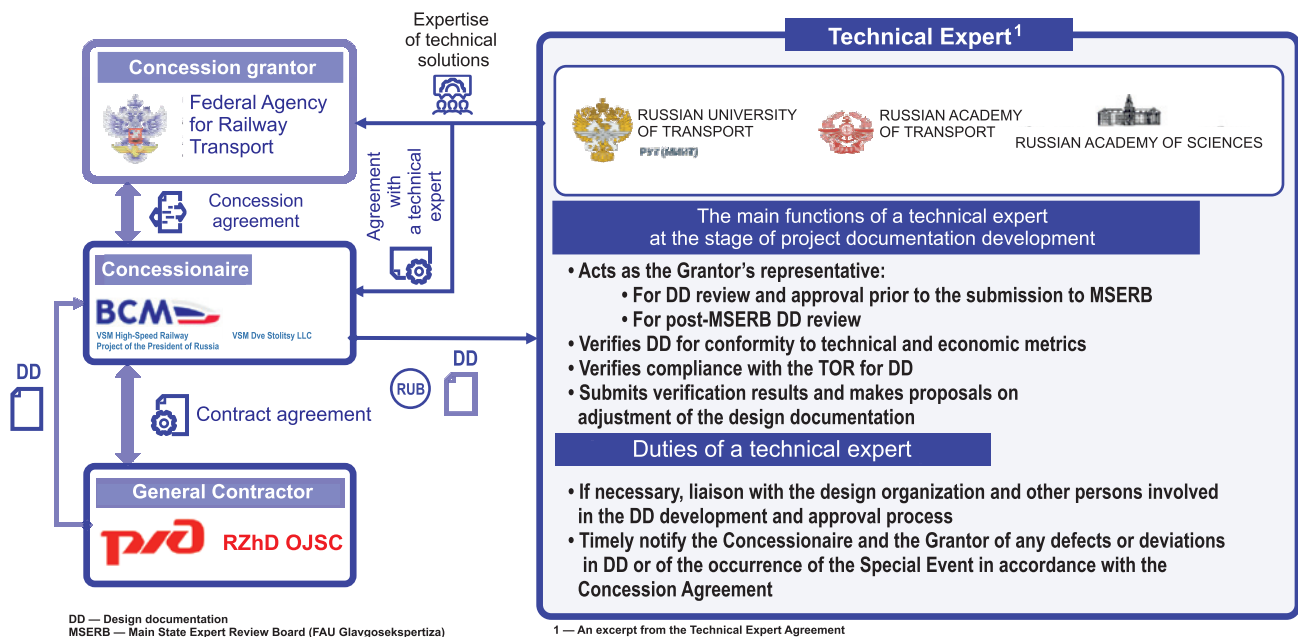 Concession grantor
Federal Agency
for Railway
Transport
Expertise
of technical
solutions
Concession
agreement
Agreement
with
a technical
expert
Concessionaire
ВСМ
VSM High-Speed Railway
Project of the President of Russia
VSM Dve Stolitsy LLC
DD
RUB
DD
Contract agreement
General Contractor
RZhD OJSC
DD — Design documentation
MSERB — Main State Expert Review Board (FAU Glavgosekspertiza)
Technical Expert1
RUSSIAN UNIVERSITY
OF TRANSPORT
РУТ (МИИТ)
RUSSIAN ACADEMY
OF TRANSPORT
RUSSIAN ACADEMY OF SCIENCES
The main functions of a technical expert
at the stage of project documentation development
• Acts as the Grantor’s representative:
• For DD review and approval prior to the submission to MSERB
• For post-MSERB DD review
• Verifies DD for conformity to technical and economic metrics
• Verifies compliance with the TOR for DD
• Submits verification results and makes proposals on
adjustment of the design documentation
Duties of a technical expert
• If necessary, liaison with the design organization and other persons involved
in the DD development and approval process
• Timely notify the Concessionaire and the Grantor of any defects or deviations
in DD or of the occurrence of the Special Event in accordance with the
Concession Agreement
1 — An excerpt from the Technical Expert Agreement